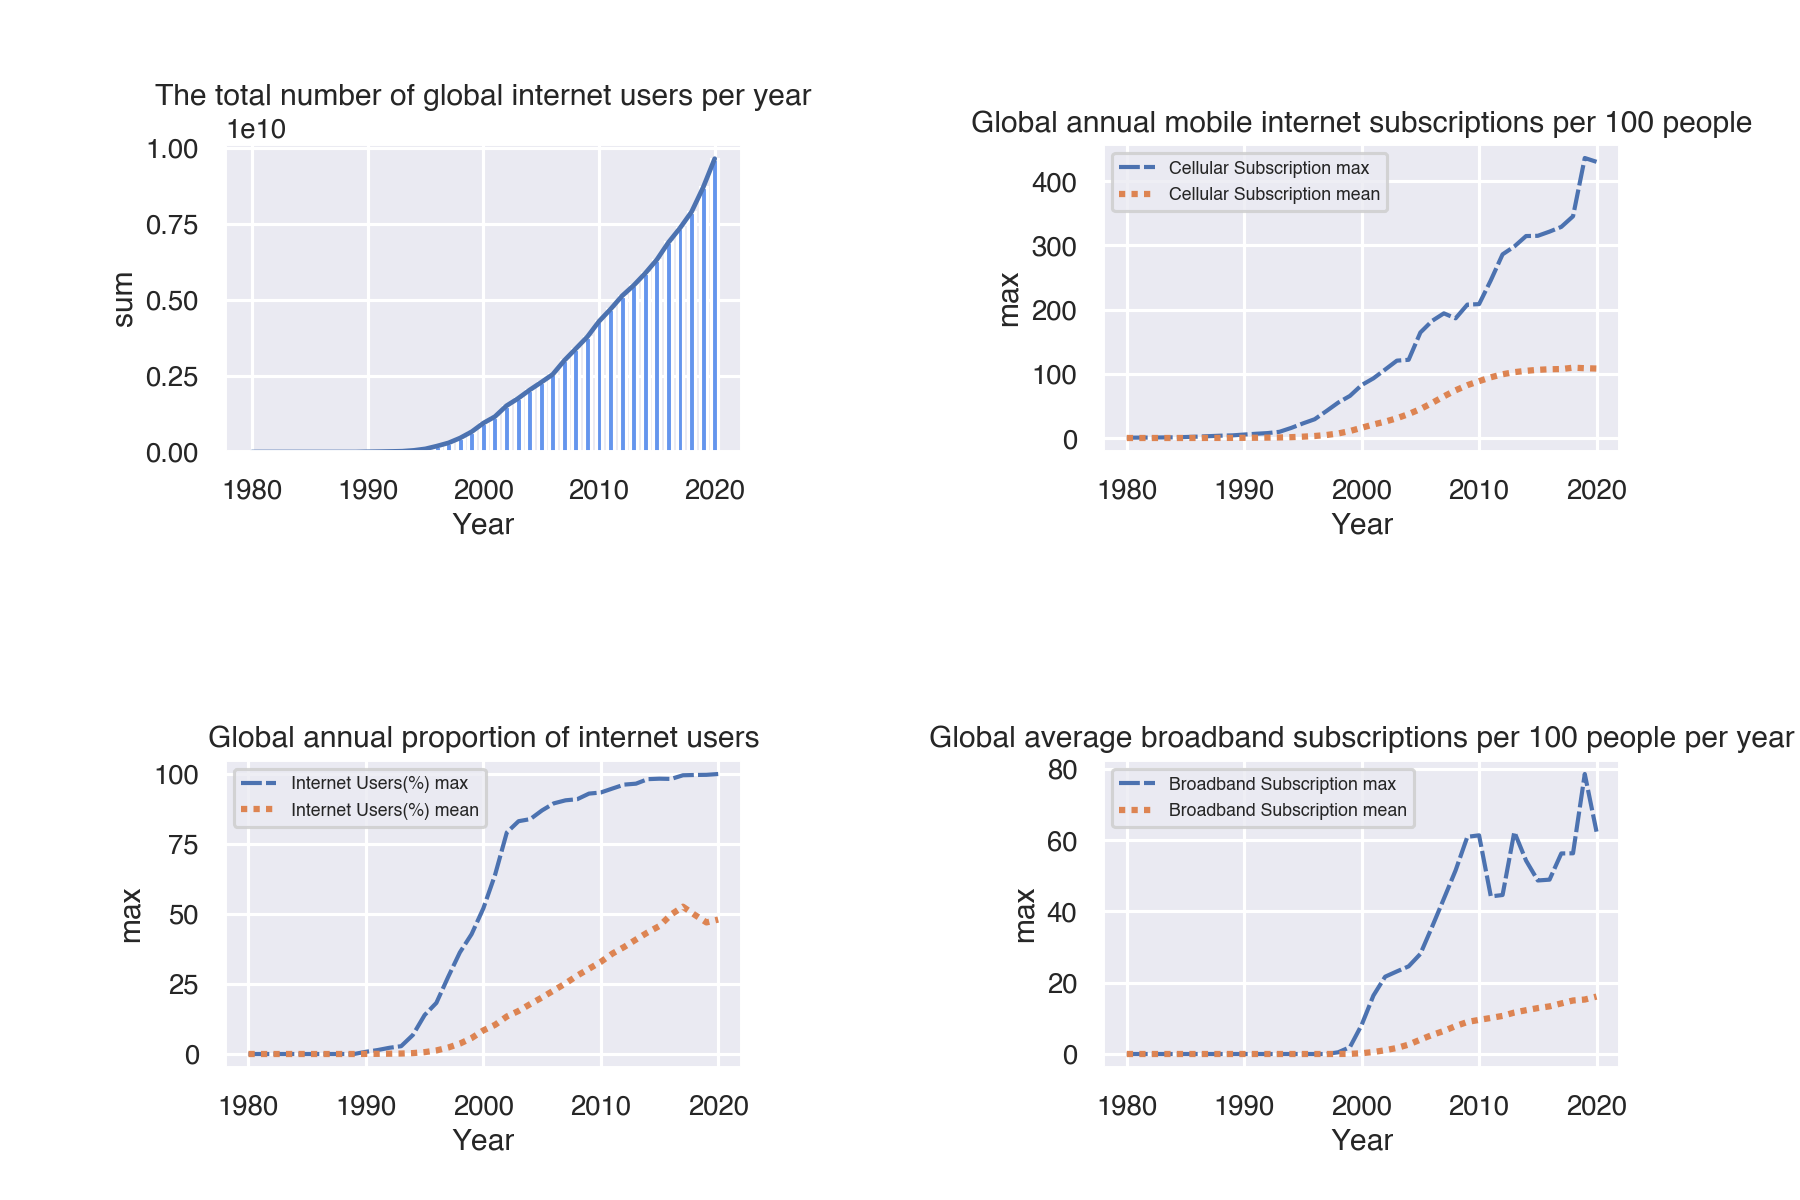 The total number of global internet users per year
1e10
1.00
0.75
0.50
0.25
0.00
sum
1980 1990 2000 2010 2020
Year
Global annual mobile internet subscriptions per 100 people
Cellular Subscription max
Cellular Subscription mean
400
300
200
100
0
max
1980 1990 2000 2010 2020
Year
Global annual proportion of internet users
Internet Users(%) max
Internet Users(%) mean
100
75
50
25
0
max
1980 1990 2000 2010 2020
Year
Global average broadband subscriptions per 100 people per year
Broadband Subscription max
Broadband Subscription mean
80
60
40
20
0
max
1980 1990 2000 2010 2020
Year